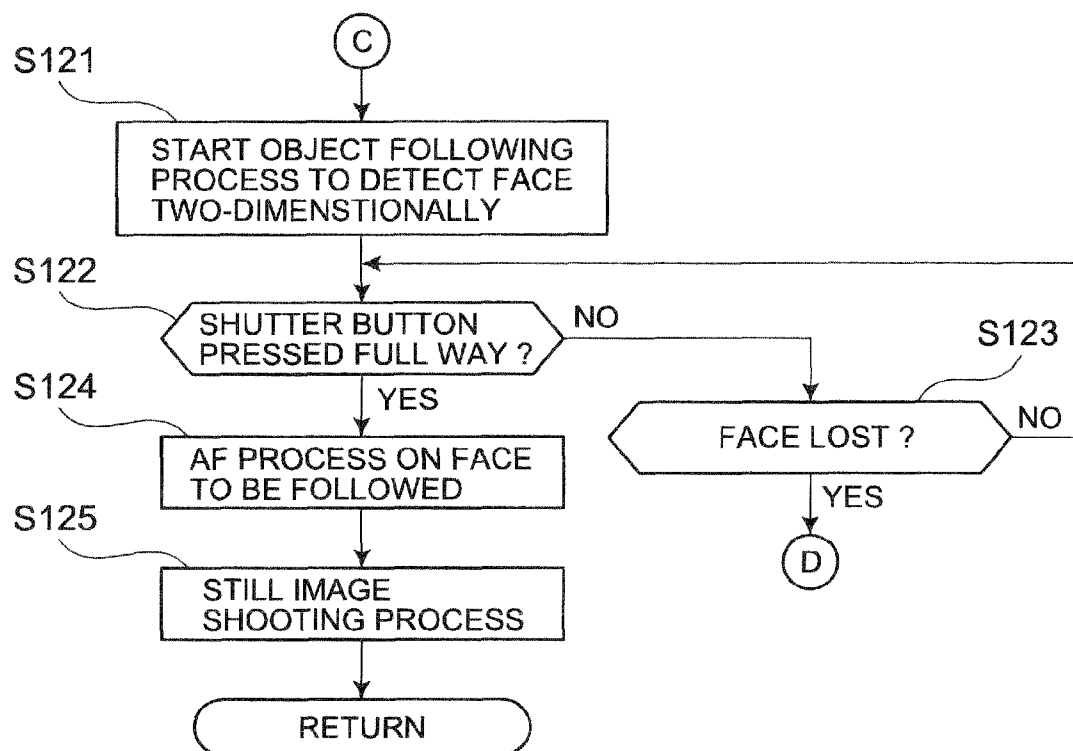 C
S121
START OBJECT FOLLOWING
PROCESS TO DETECT FACE
TWO-DIMENSTIONALLY
S122
SHUTTER BUTTON
PRESSED FULL WAY ?
NO
YES
S123
FACE LOST ?
NO
YES
D
S124
AF PROCESS ON FACE
TO BE FOLLOWED
S125
STILL IMAGE
SHOOTING PROCESS
RETURN